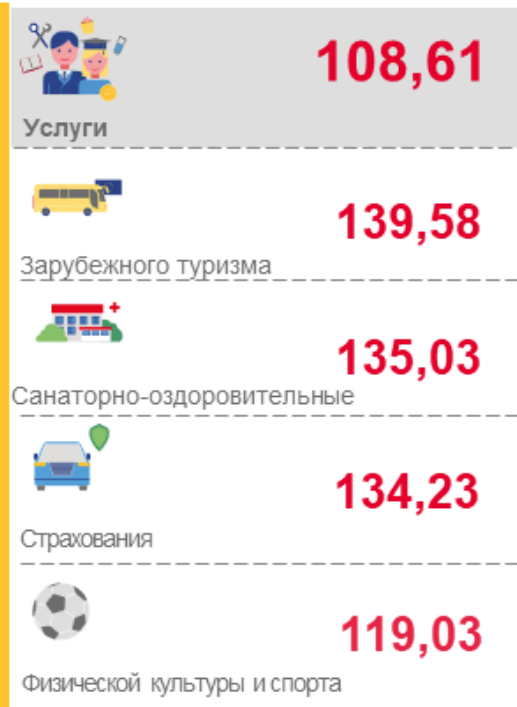 108,61
Услуги
139,58
Зарубежного туризма
135,03
Санаторно-оздоровительные
134,23
Страхования
119,03
Физической культуры и спорта